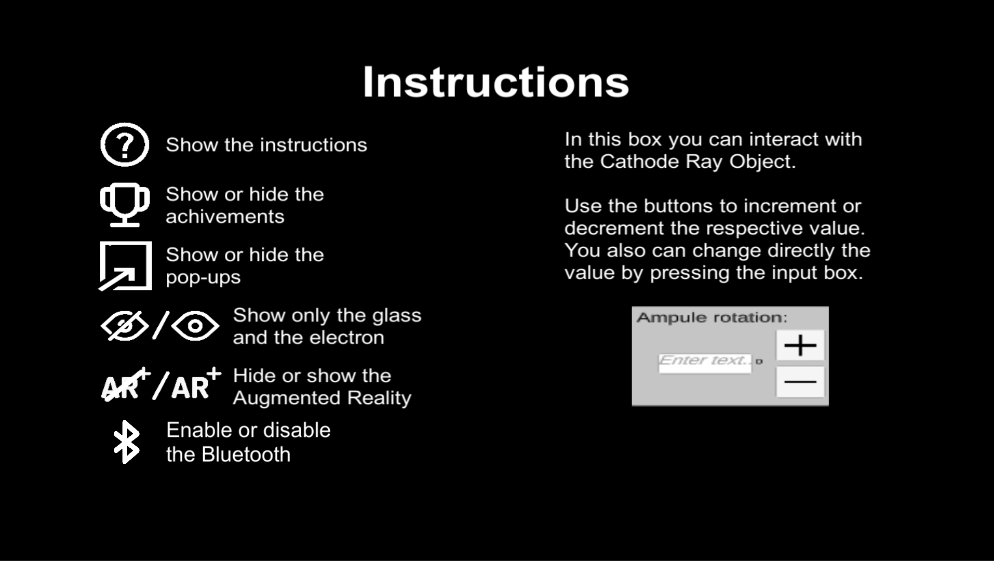 Instructions
Show the instructions
Show or hide the
achivements
Show or hide the
pop-ups
Show only the glass
and the electron
AR+/AR+
Hide or show the
Augmented Reality
Enable or disable
the Bluetooth
In this box you can interact with
the Cathode Ray Object.
Use the buttons to increment or
decrement the respective value.
You also can change directly the
value by pressing the input box.
Ampule rotation:
Enter text...